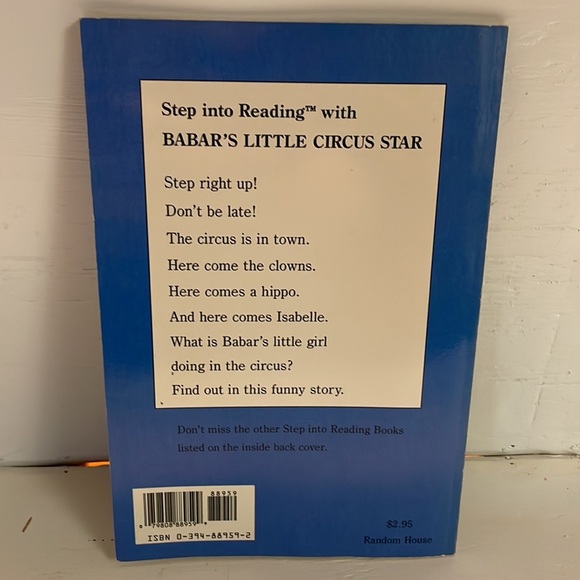 Step into Reading™ with
BABAR'S LITTLE CIRCUS STAR
Step right up!
Don't be late!
The circus is in town.
Here come the clowns.
Here comes a hippo.
And here comes Isabelle.
What is Babar's little girl
doing in the circus?
Find out in this funny story.
Don't miss the other Step into Reading Books
listed on the inside back cover.
88959
ISBN 0-394-88959-2
$2.95
Random House